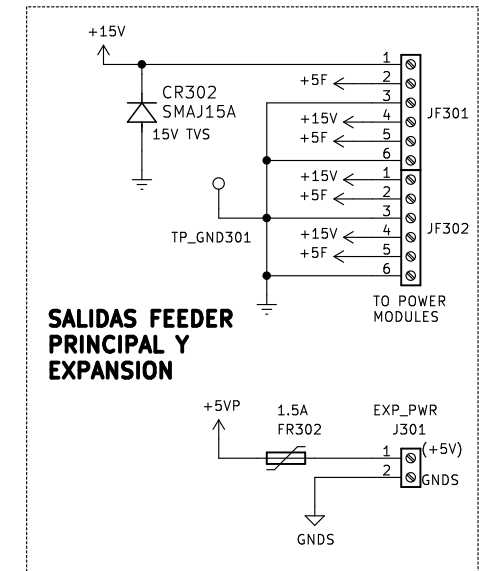 +15V
CR302
SMAJ15A
15V TVS
1
+5F 2
3
+15V 4
+5F 5
6
JF301
+15V 1
+5F 2
3
+15V 4
+5F 5
6
JF302
TP_GND301
TO POWER
MODULES
SALIDAS FEEDER
PRINCIPAL Y
EXPANSION
+5VP
1.5A
FR302
EXP_PWR
J301
1 (+5V)
2 GNDS
GNDS